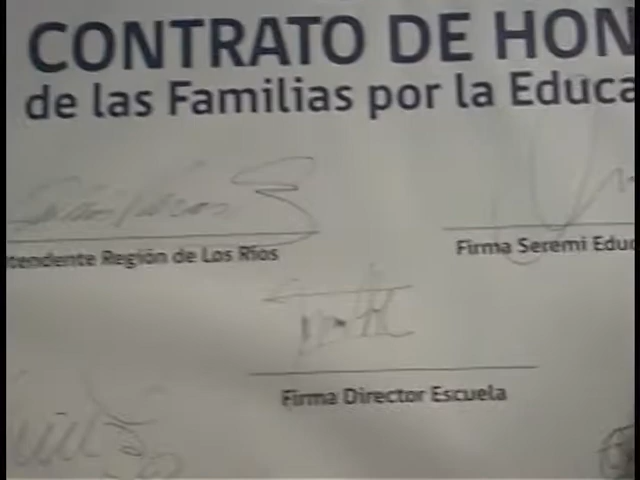 CONTRATO DE HON
de las Familias por la Educa
tendente Región de Los Ríos
Firma Seremi Educ
Firma Director Escuela